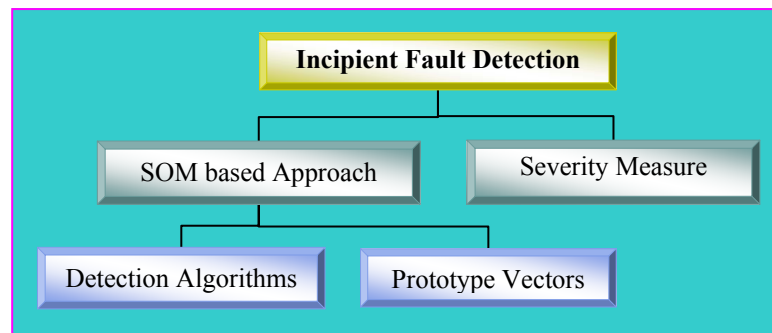 Incipient Fault Detection
SOM based Approach
Severity Measure
Detection Algorithms
Prototype Vectors